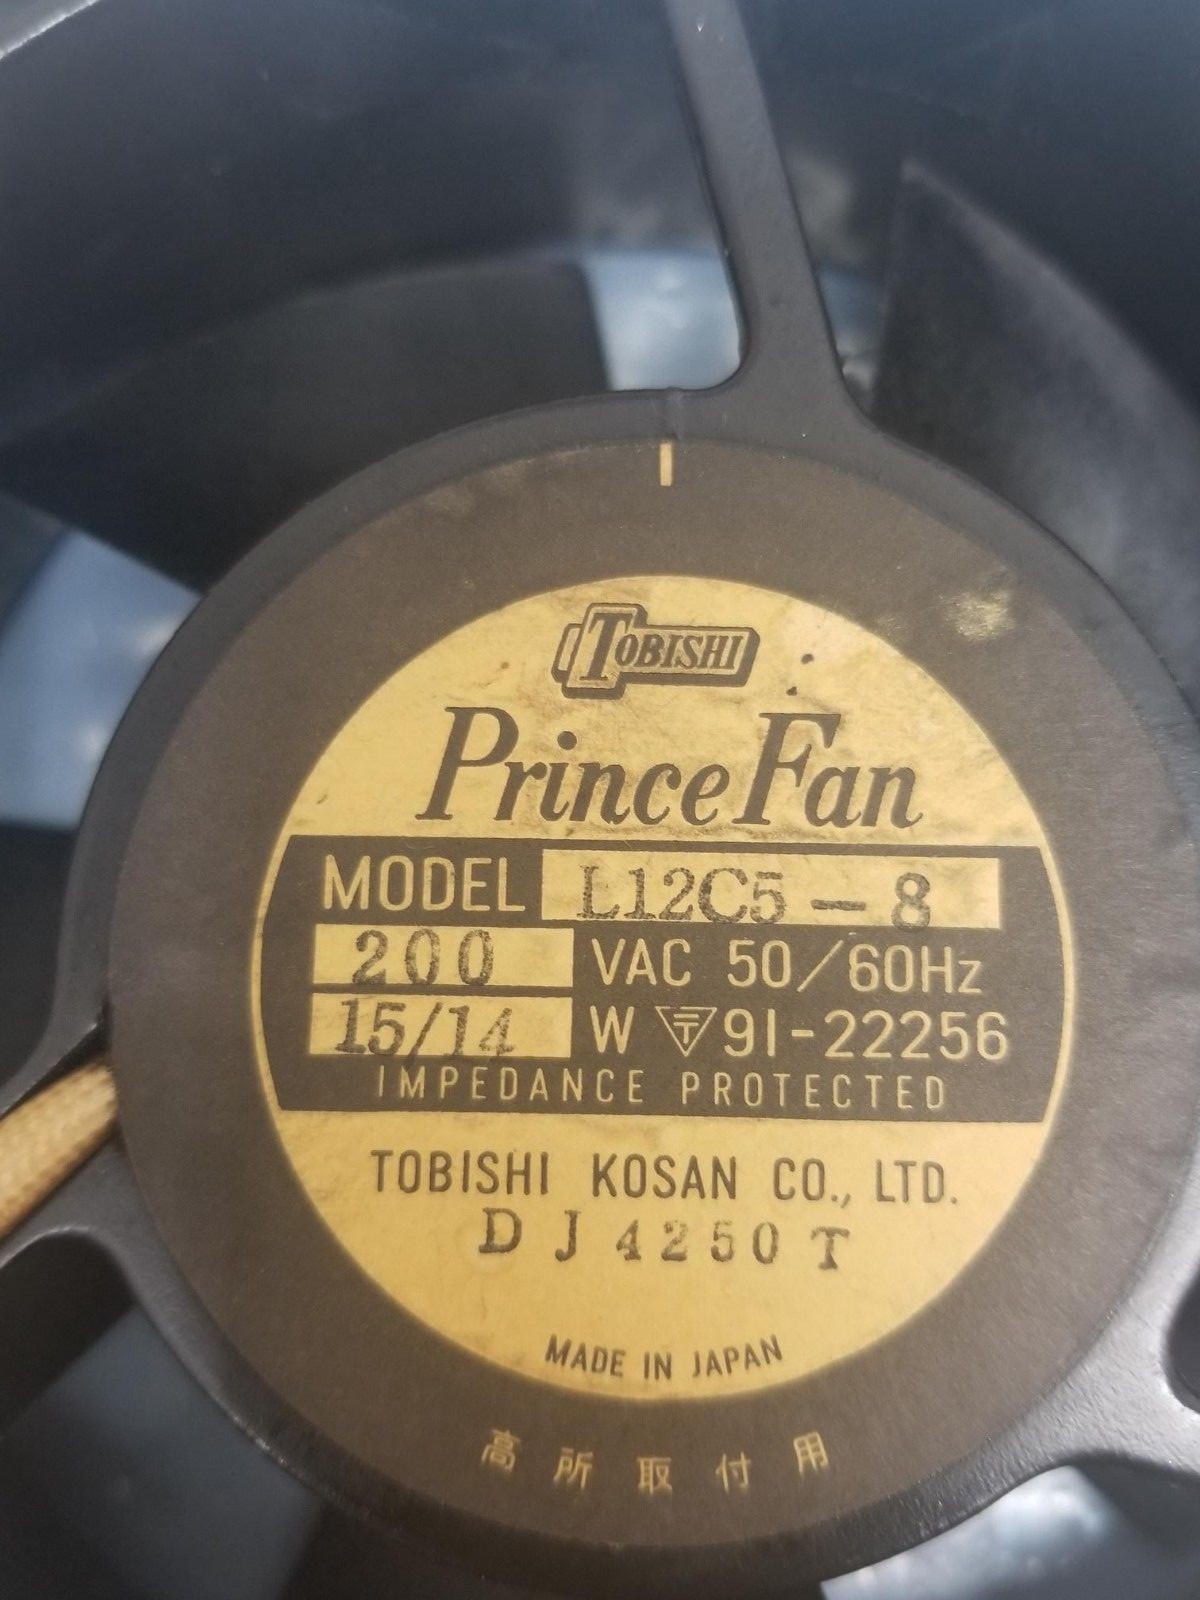 TOBISHI
Prince Fan
MODEL L12C5-8
200 VAC 50/60Hz
15/14 W T 91-22256
IMPEDANCE PROTECTED
TOBISHI KOSAN CO., LTD.
DJ4250T
MADE IN JAPAN
高所取付用